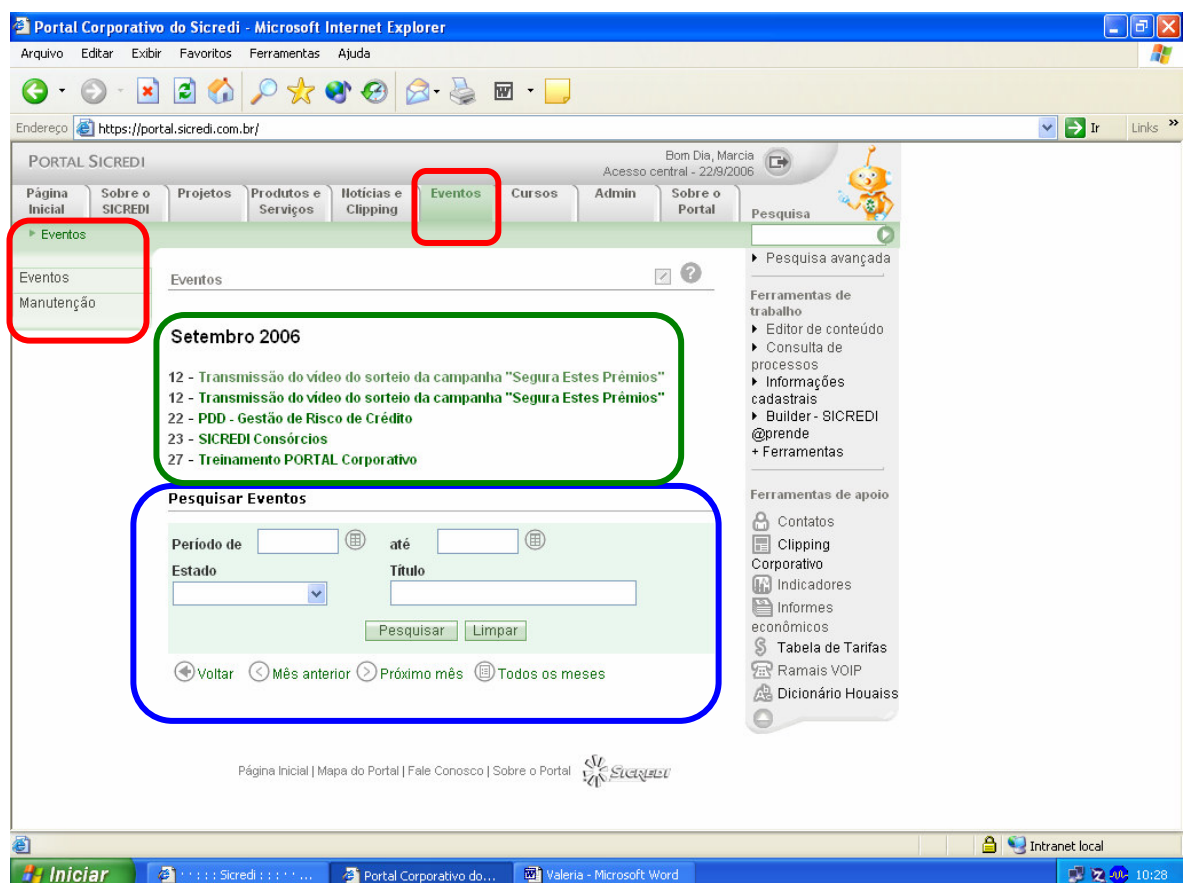 Portal Corporativo do Sicredi - Microsoft Internet Explorer
Arquivo Editar Exibir Favoritos Ferramentas Ajuda
Endereço https://portal.sicredi.com.br/ Ir Links »
PORTAL SICREDI
Bom Dia, Marcia
Acesso central - 22/9/2006
Página Inicial
Sobre o SICREDI
Projetos
Produtos e Serviços
Notícias e Clipping
Eventos
Cursos
Admin
Sobre o Portal
Pesquisa
Eventos
Eventos
Manutenção
Eventos
Setembro 2006
12 - Transmissão do vídeo do sorteio da campanha "Segura Estes Prémios"
12 - Transmissão do vídeo do sorteio da campanha "Segura Estes Prémios"
22 - PDD - Gestão de Risco de Crédito
23 - SICREDI Consórcios
27 - Treinamento PORTAL Corporativo
Pesquisar Eventos
Período de até
Estado Título
Pesquisar Limpar
Voltar Mês anterior Próximo mês Todos os meses
Pesquisa avançada
Ferramentas de
trabalho
Editor de conteúdo
Consulta de
processos
Informações
cadastrais
Builder - SICREDI
@prende
+ Ferramentas
Ferramentas de apoio
Contatos
Clipping
Corporativo
Indicadores
Informes
econômicos
Tabela de Tarifas
Ramais VOIP
Dicionário Houaiss
Página Inicial | Mapa do Portal | Fale Conosco | Sobre o Portal SICREDI
Intranet local
Iniciar : : : : : Sicredi : : : : ... Portal Corporativo do... Valeria - Microsoft Word 10:28